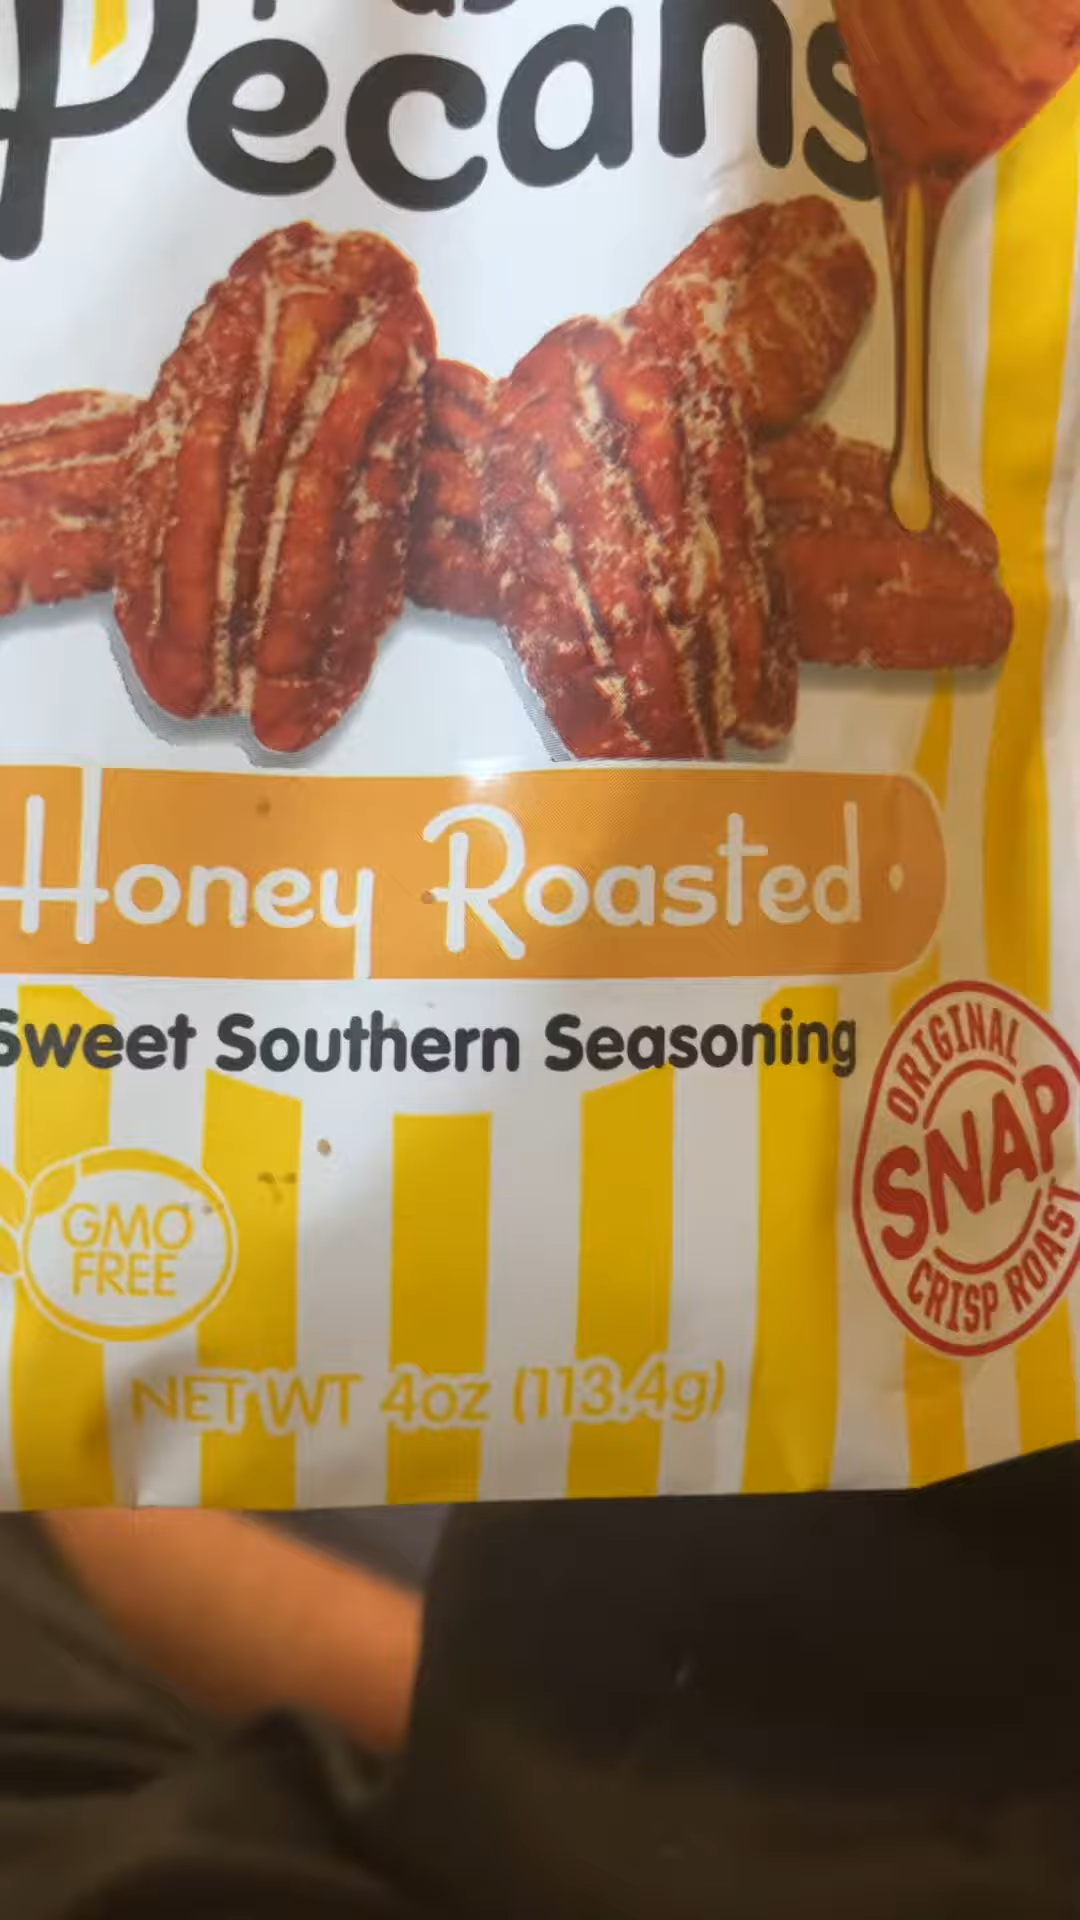 Pecans
Honey Roasted
Sweet Southern Seasoning
ORIGINAL
SNAP
CRISP ROAST
GMO
FREE
NET WT 4oz (113.4g)